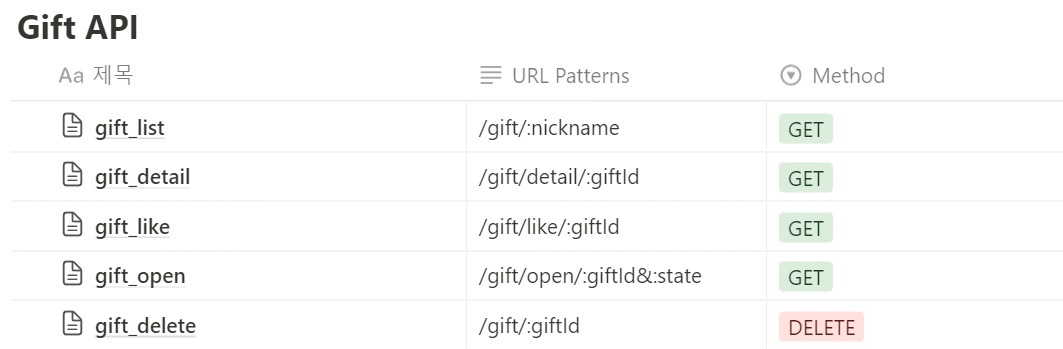 Gift API
Aa 제목 URL Patterns Method
gift_list /gift/:nickname GET
gift_detail /gift/detail/:giftId GET
gift_like /gift/like/:giftId GET
gift_open /gift/open/:giftId&:state GET
gift_delete /gift/:giftId DELETE